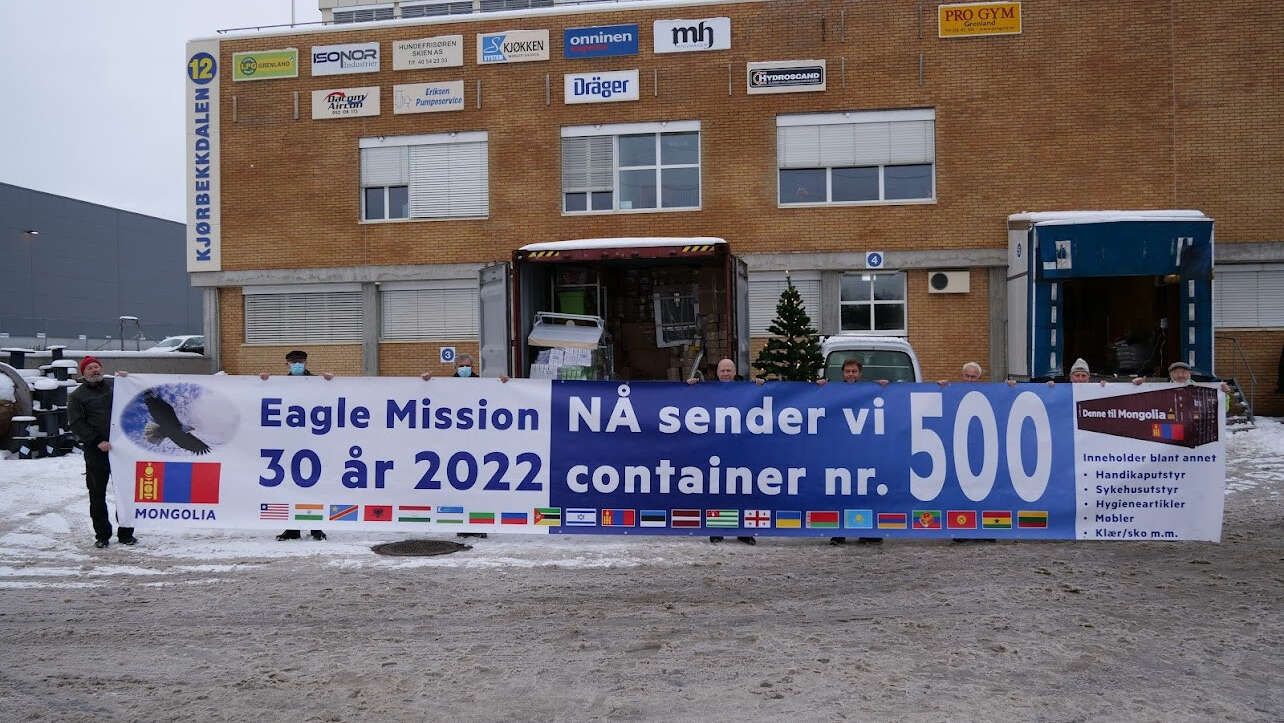 12
KJØRBEKKDALEN
LPG GRENLAND
ISONOR
Industrier
HUNDEFRISØREN
SKIEN AS
KJØKKEN
SYSTEM
onninen
mh
PRO GYM
Grenland
Dacomy
Aircon
Eriksen
Pumpeservice
Dräger
HYDROSCAND
3
4
Eagle Mission
30 år 2022
MONGOLIA
NÅ sender vi
container nr.
500
Denne til Mongolia
Inneholder blant annet
• Handikaputstyr
• Sykehusutstyr
• Hygieneartikler
• Møbler
• Klær/sko m.m.